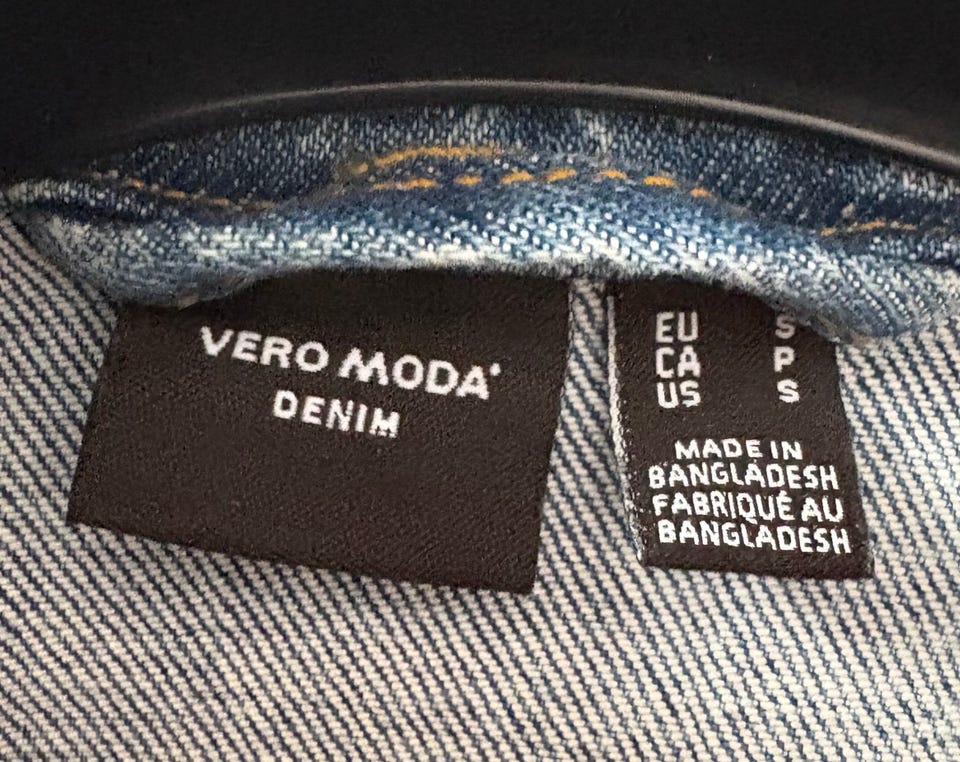 VERO MODA
DENIM
EU S
CA P
US S
MADE IN
BANGLADESH
FABRIQUÉ AU
BANGLADESH